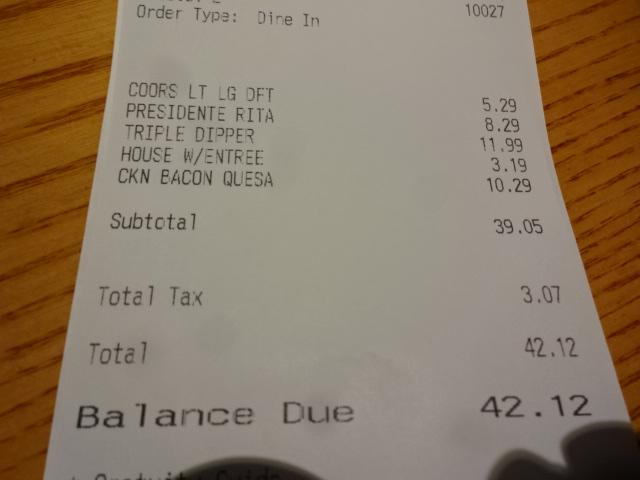 Order Type: Dine In 10027
COORS LT LG DFT 5.29
PRESIDENTE RITA 8.29
TRIPLE DIPPER 11.99
HOUSE W/ENTREE 3.19
CKN BACON QUESA 10.29
Subtotal 39.05
Total Tax 3.07
Total 42.12
Balance Due 42.12